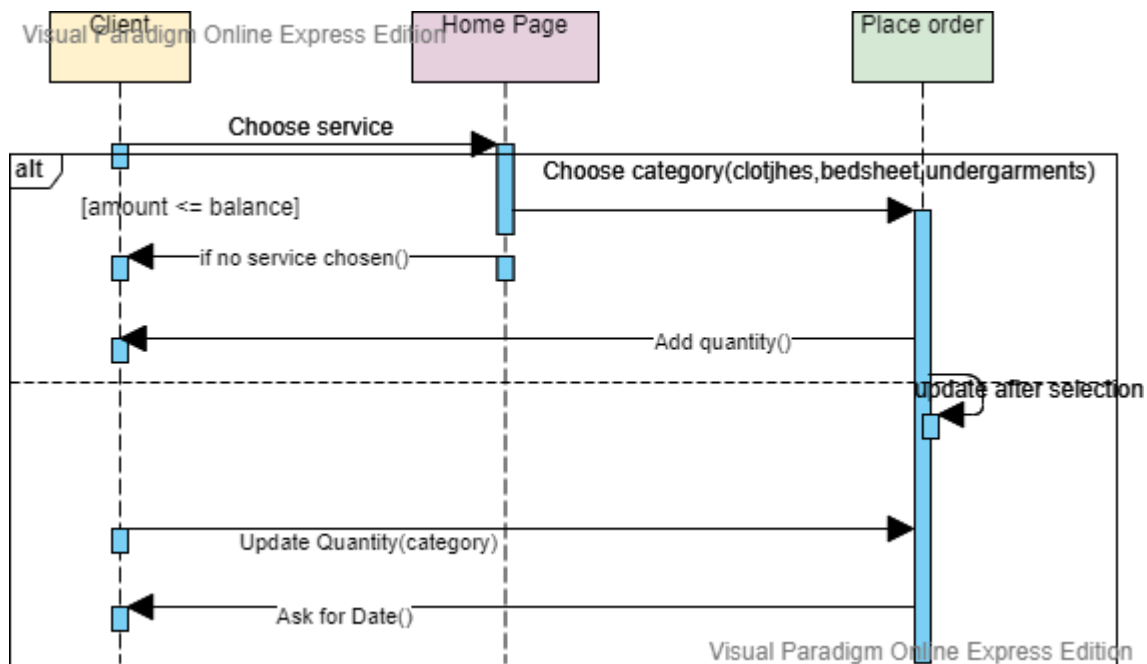 Client
Visual Paradigm Online Express Edition
Home Page
Place order
Choose service
alt
Choose category(clotjhes,bedsheet,undergarments)
[amount <= balance]
if no service chosen()
Add quantity()
update after selection
Update Quantity(category)
Ask for Date()
Visual Paradigm Online Express Edition